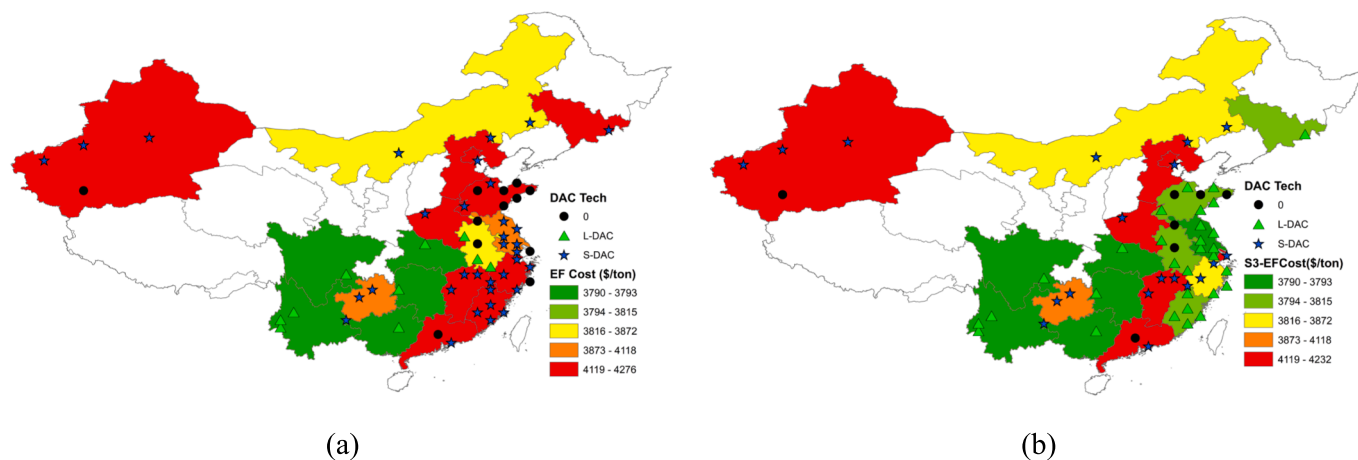 DAC Tech
0
L-DAC
S-DAC
EF Cost ($/ton)
3790 - 3793
3794 - 3815
3816 - 3872
3873 - 4118
4119 - 4276
DAC Tech
0
L-DAC
S-DAC
S3-EFCost($/ton)
3790 - 3793
3794 - 3815
3816 - 3872
3873 - 4118
4119 - 4232
(a)
(b)